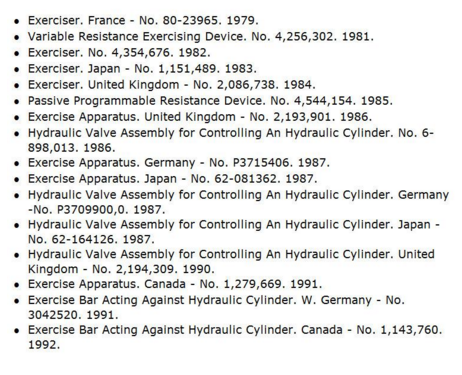 • Exerciser. France - No. 80-23965. 1979.
• Variable Resistance Exercising Device. No. 4,256,302. 1981.
• Exerciser. No. 4,354,676. 1982.
• Exerciser. Japan - No. 1,151,489. 1983.
• Exerciser. United Kingdom - No. 2,086,738. 1984.
• Passive Programmable Resistance Device. No. 4,544,154. 1985.
• Exercise Apparatus. United Kingdom - No. 2,193,901. 1986.
• Hydraulic Valve Assembly for Controlling An Hydraulic Cylinder. No. 6-
898,013. 1986.
• Exercise Apparatus. Germany - No. P3715406. 1987.
• Exercise Apparatus. Japan - No. 62-081362. 1987.
• Hydraulic Valve Assembly for Controlling An Hydraulic Cylinder. Germany
-No. P3709900,0. 1987.
• Hydraulic Valve Assembly for Controlling An Hydraulic Cylinder. Japan -
No. 62-164126. 1987.
• Hydraulic Valve Assembly for Controlling An Hydraulic Cylinder. United
Kingdom - No. 2,194,309. 1990.
• Exercise Apparatus. Canada - No. 1,279,669. 1991.
• Exercise Bar Acting Against Hydraulic Cylinder. W. Germany - No.
3042520. 1991.
• Exercise Bar Acting Against Hydraulic Cylinder. Canada - No. 1,143,760.
1992.